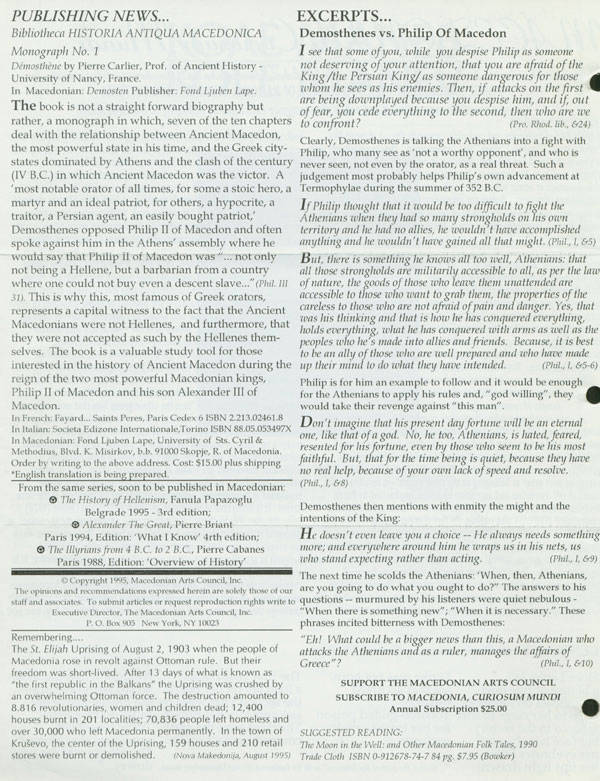 PUBLISHING NEWS...
Bibliotheca HISTORIA ANTIQUA MACEDONICA
Monograph No. 1
Démosthène by Pierre Carlier, Prof. of Ancient History -
University of Nancy, France.
In Macedonian: Demosten Publisher: Fond Ljuben Lape.
The book is not a straight forward biography but
rather, a monograph in which, seven of the ten chapters
deal with the relationship between Ancient Macedon,
the most powerful state in his time, and the Greek city-
states dominated by Athens and the clash of the century
(IV B.C.) in which Ancient Macedon was the victor. A
'most notable orator of all times, for some a stoic hero, a
martyr and an ideal patriot, for others, a hypocrite, a
traitor, a Persian agent, an easily bought patriot,'
Demosthenes opposed Philip II of Macedon and often
spoke against him in the Athens' assembly where he
would say that Philip II of Macedon was "... not only
not being a Hellene, but a barbarian from a country
where one could not buy even a descent slave..."(Phil. III
31). This is why this, most famous of Greek orators,
represents a capital witness to the fact that the Ancient
Macedonians were not Hellenes, and furthermore, that
they were not accepted as such by the Hellenes them-
selves. The book is a valuable study tool for those
interested in the history of Ancient Macedon during the
reign of the two most powerful Macedonian kings,
Philip II of Macedon and his son Alexander III of
Macedon.
In French: Fayard... Saints Peres, Paris Cedex 6 ISBN 2.213.02461.8
In Italian: Societa Edizone Internationale,Torino ISBN 88.05.053497X
In Macedonian: Fond Ljuben Lape, University of Sts. Cyril &
Methodius, Blvd. K. Misirkov, b.b. 91000 Skopje, R. of Macedonia.
Order by writing to the above address. Cost: $15.00 plus shipping
*English translation is being prepared.
From the same series, soon to be published in Macedonian:
The History of Hellenism, Fanula Papazoglu
Belgrade 1995 - 3rd edition;
Alexander The Great, Pierre Briant
Paris 1994, Edition: 'What I Know' 4rth edition;
The Illyrians from 4 B.C. to 2 B.C., Pierre Cabanes
Paris 1988, Edition: 'Overview of History'
© Copyright 1995, Macedonian Arts Council, Inc.
The opinions and recommendations expressed herein are solely those of our
staff and associates. To submit articles or request reproduction rights write to
Executive Director, The Macedonian Arts Council, Inc.
P. O. Box 905 New York, NY 10023
Remembering....
The St. Elijah Uprising of August 2, 1903 when the people of
Macedonia rose in revolt against Ottoman rule. But their
freedom was short-lived. After 13 days of what is known as
"the first republic in the Balkans" the Uprising was crushed by
an overwhelming Ottoman force. The destruction amounted to
8.816 revolutionaries, women and children dead; 12,400
houses burnt in 201 localities; 70,836 people left homeless and
over 30,000 who left Macedonia permanently. In the town of
Kruševo, the center of the Uprising, 159 houses and 210 retail
stores were burnt or demolished. (Nova Makedonija, August 1995)
EXCERPTS...
Demosthenes vs. Philip Of Macedon
I see that some of you, while you despise Philip as someone
not deserving of your attention, that you are afraid of the
King /the Persian King/ as someone dangerous for those
whom he sees as his enemies. Then, if attacks on the first
are being downplayed because you despise him, and if, out
of fear, you cede everything to the second, then who are we
to confront? (Pro. Rhod. lib., &24)
Clearly, Demosthenes is talking the Athenians into a fight with
Philip, who many see as 'not a worthy opponent', and who is
never seen, not even by the orator, as a real threat. Such a
judgement most probably helps Philip's own advancement at
Termophylae during the summer of 352 B.C.
If Philip thought that it would be too difficult to fight the
Athenians when they had so many strongholds on his own
territory and he had no allies, he wouldn't have accomplished
anything and he wouldn't have gained all that might. (Phil., I, &5)
But, there is something he knows all too well, Athenians: that
all those strongholds are militarily accessible to all, as per the law
of nature, the goods of those who leave them unattended are
accessible to those who want to grab them, the properties of the
careless to those who are not afraid of pain and danger. Yes, that
was his thinking and that is how he has conquered everything,
holds everything, what he has conquered with arms as well as the
peoples who he's made into allies and friends. Because, it is best
to be an ally of those who are well prepared and who have made
up their mind to do what they have intended. (Phil., I, &5-6)
Philip is for him an example to follow and it would be enough
for the Athenians to apply his rules and, "god willing", they
would take their revenge against "this man".
Don't imagine that his present day fortune will be an eternal
one, like that of a god. No, he too, Athenians, is hated, feared,
resented for his fortune, even by those who seem to be his most
faithful. But, that for the time being is quiet, because they have
no real help, because of your own lack of speed and resolve.
(Phil., I, &8)
Demosthenes then mentions with enmity the might and the
intentions of the King:
He doesn't even leave you a choice -- He always needs something
more; and everywhere around him he wraps us in his nets, us
who stand expecting rather than acting. (Phil., I, &9)
The next time he scolds the Athenians: 'When, then, Athenians,
are you going to do what you ought to do?" The answers to his
questions -- murmured by his listeners were quiet nebulous -
"When there is something new"; "When it is necessary." These
phrases incited bitterness with Demosthenes:
"Eh! What could be a bigger news than this, a Macedonian who
attacks the Athenians and as a ruler, manages the affairs of
Greece"? (Phil., I, &10)
SUPPORT THE MACEDONIAN ARTS COUNCIL
SUBSCRIBE TO MACEDONIA, CURIOSUM MUNDI
Annual Subscription $25.00
SUGGESTED READING:
The Moon in the Well: and Other Macedonian Folk Tales, 1990
Trade Cloth ISBN 0-912678-74-7 84 pg. $7.95 (Bowker)